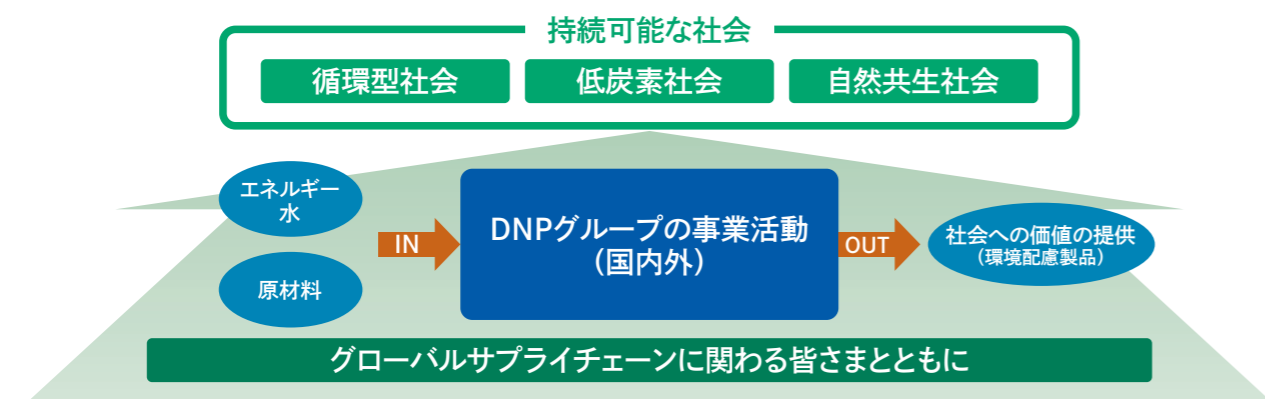 持続可能な社会
循環型社会
低炭素社会
自然共生社会
エネルギー
水
原材料
IN
DNPグループの事業活動
（国内外）
OUT
社会への価値の提供
（環境配慮製品）
グローバルサプライチェーンに関わる皆さまとともに